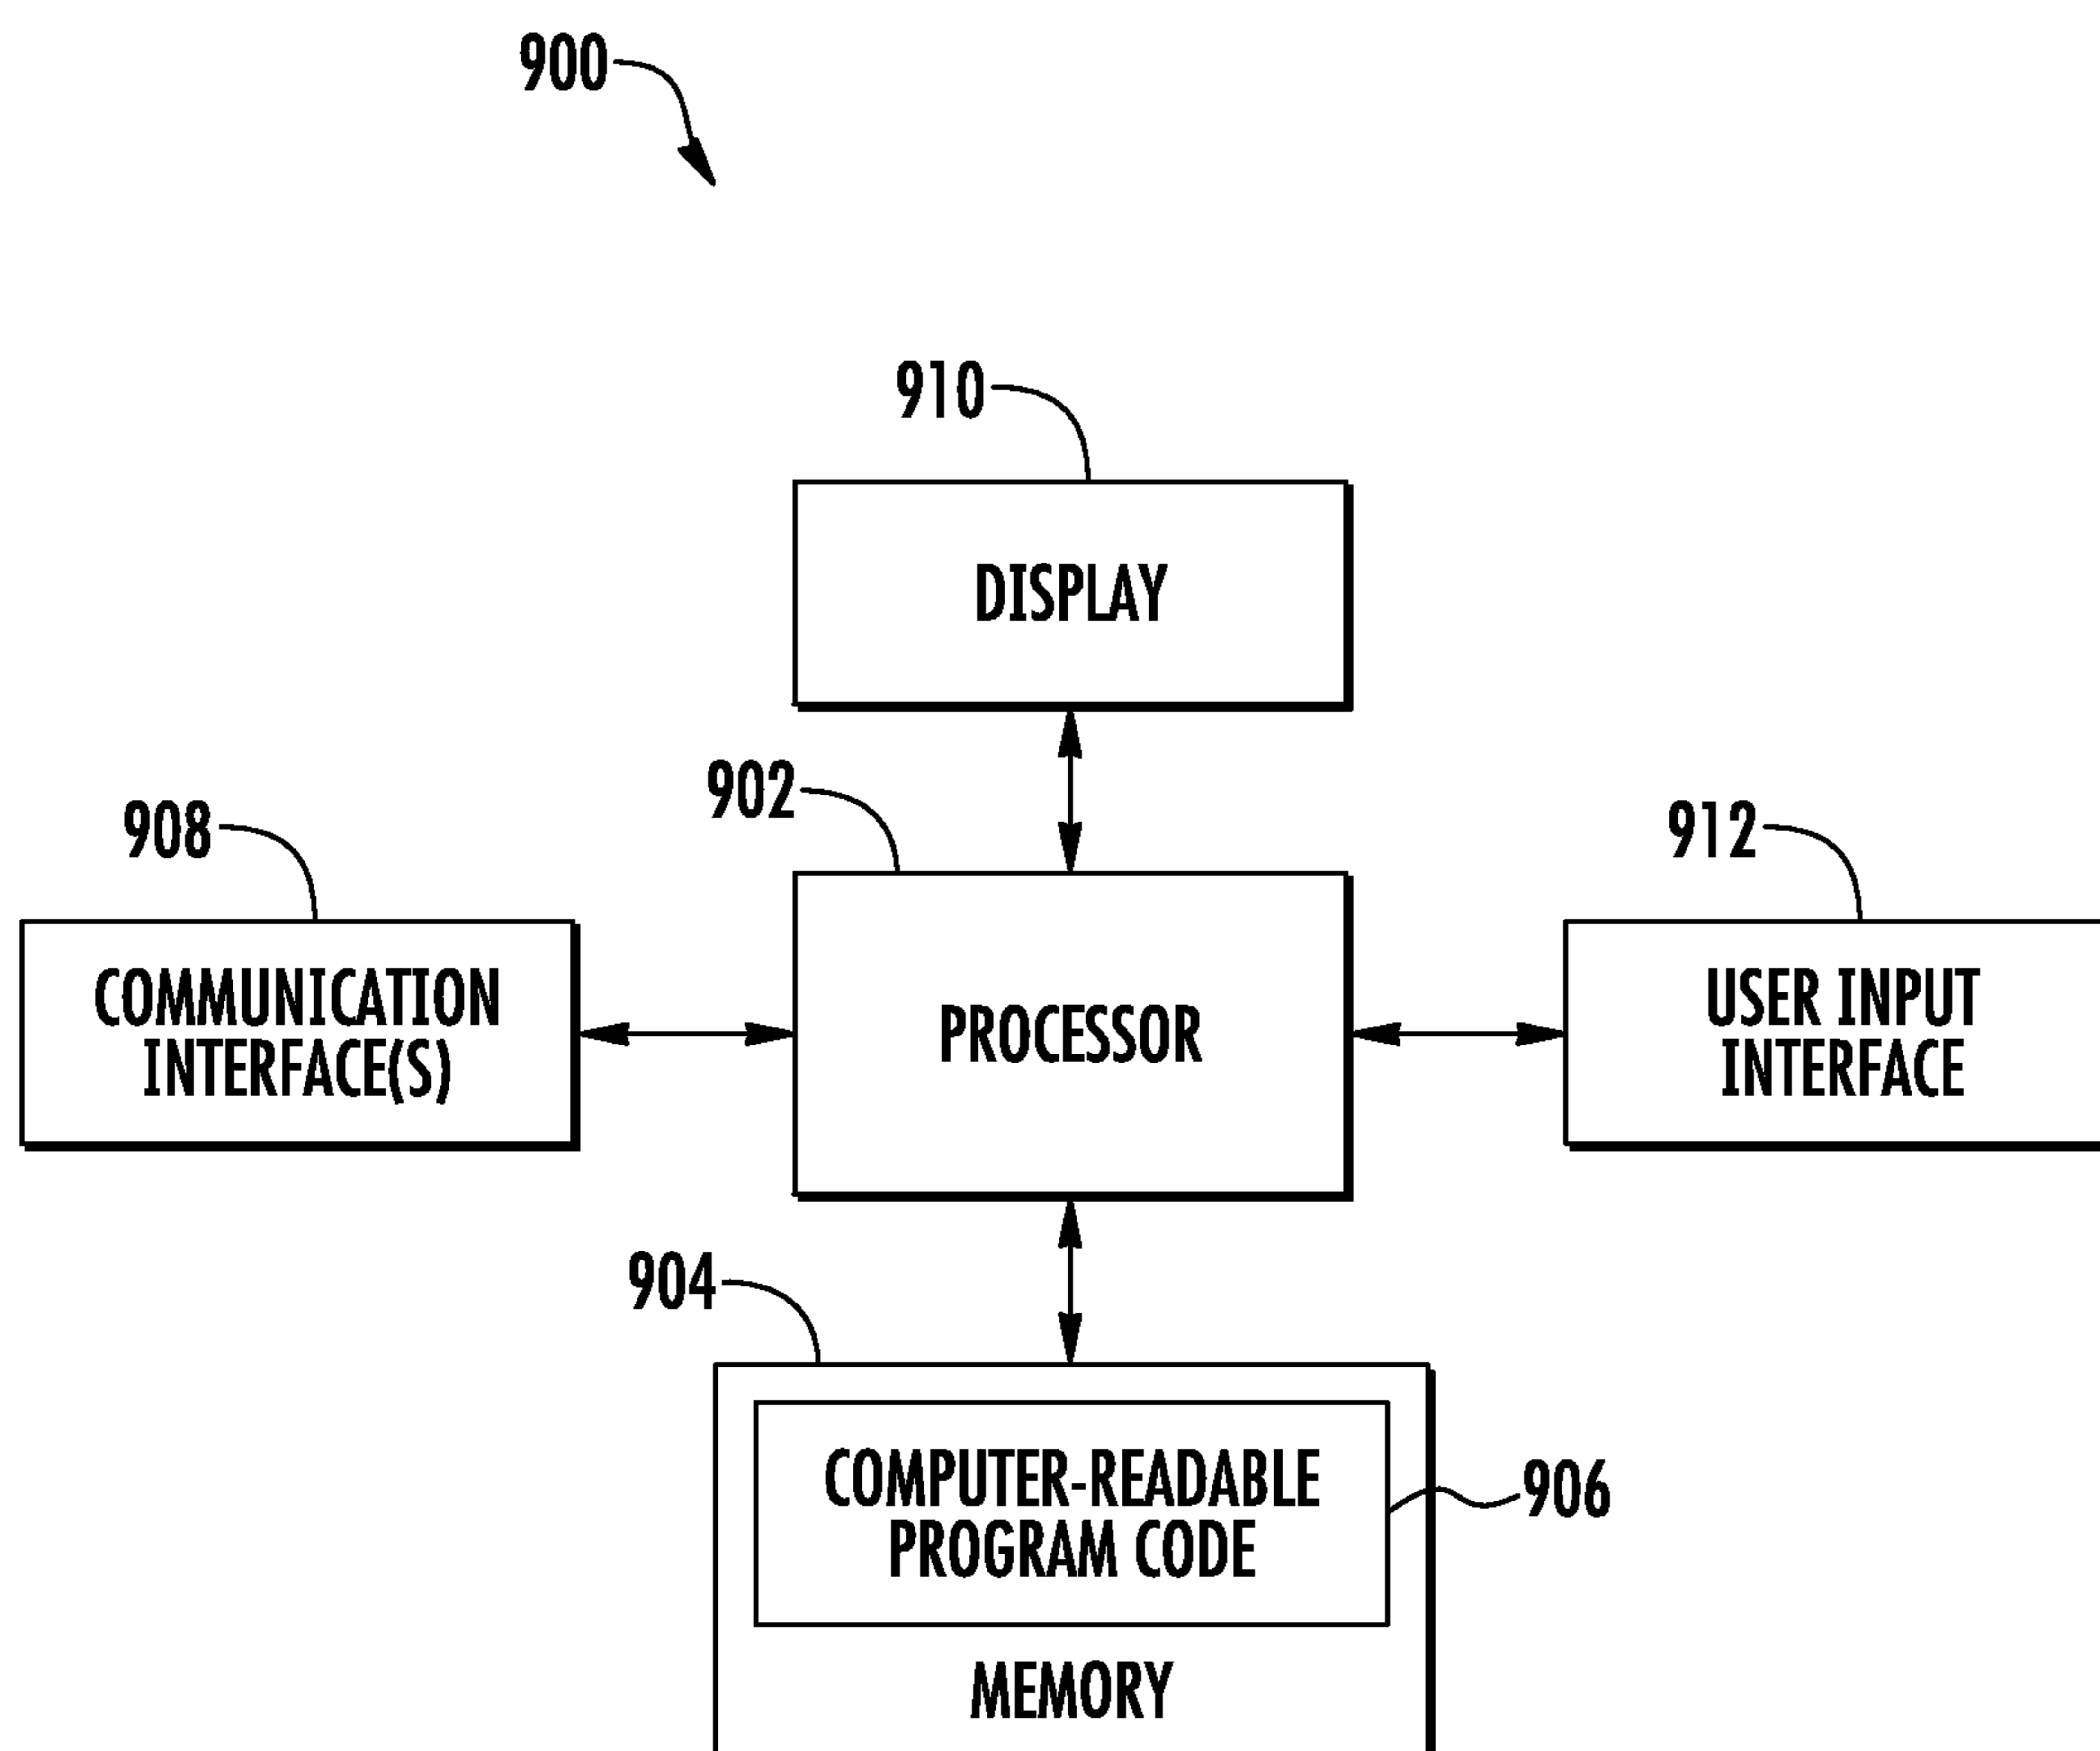 900
910
DISPLAY
902
908
912
COMMUNICATION
INTERFACE(S)
PROCESSOR
USER INPUT
INTERFACE
904
COMPUTER-READABLE
PROGRAM CODE
906
MEMORY